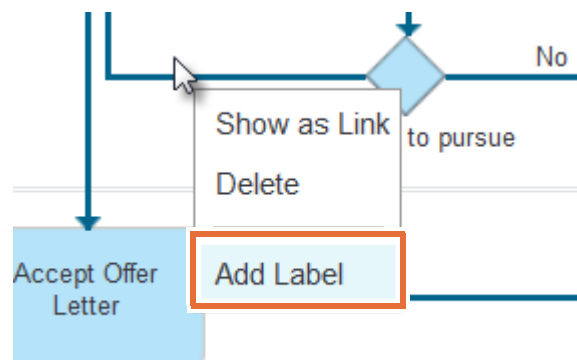 No
Show as Link
to pursue
Delete
Add Label
Accept Offer
Letter